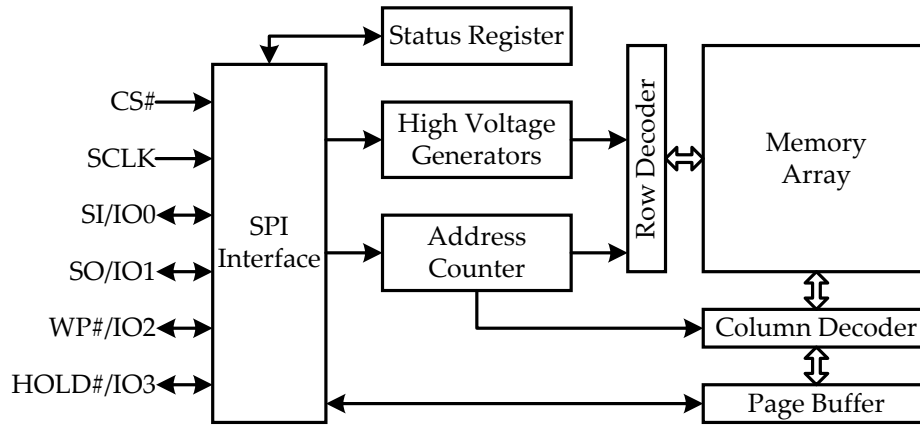 Status Register
CS#
SCLK
SI/IO0
SO/IO1
WP#/IO2
HOLD#/IO3
SPI
Interface
High Voltage
Generators
Address
Counter
Row Decoder
Memory
Array
Column Decoder
Page Buffer